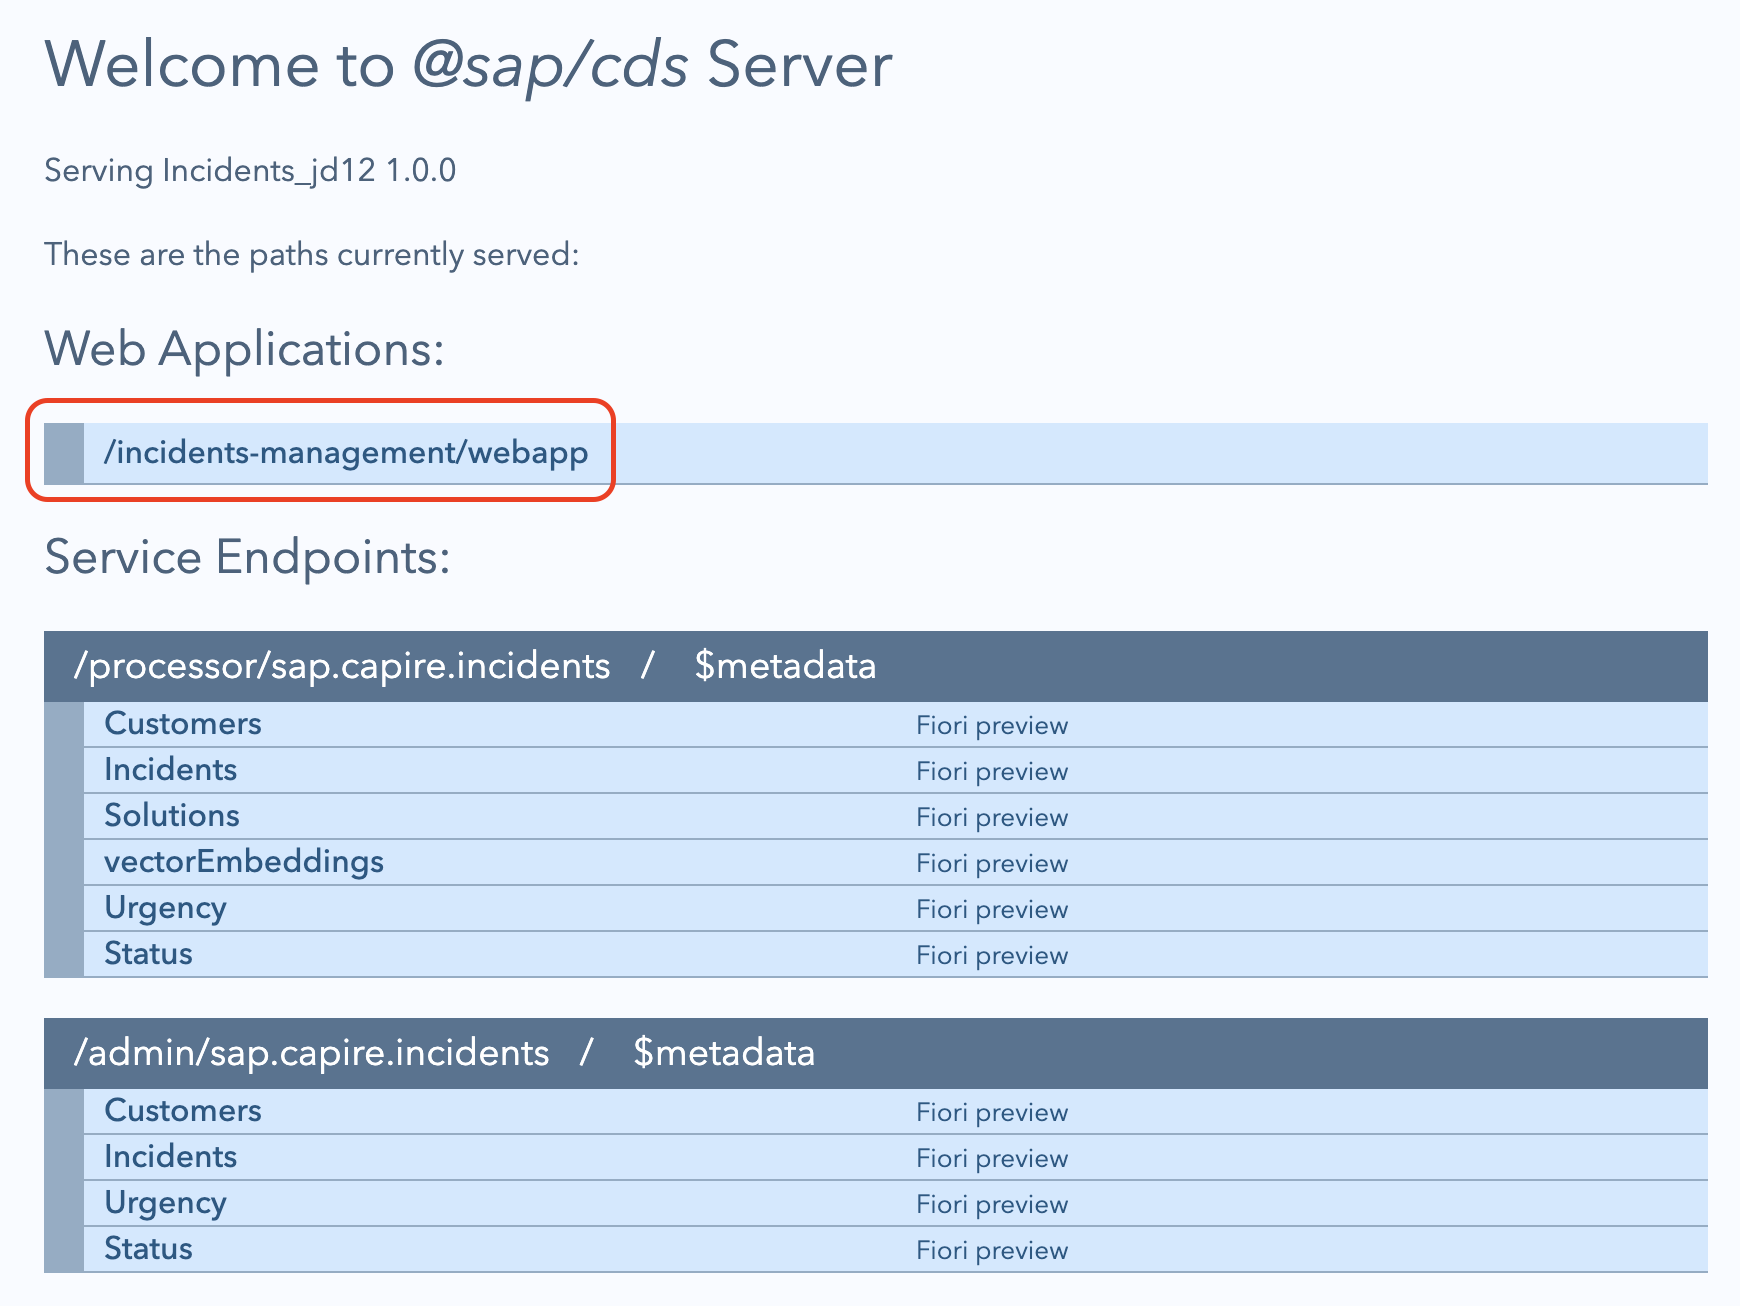 Welcome to @sap/cds Server
Serving Incidents_jd12 1.0.0
These are the paths currently served:
Web Applications:
/incidents-management/webapp
Service Endpoints:
/processor/sap.capire.incidents / $metadata
Customers Fiori preview
Incidents Fiori preview
Solutions Fiori preview
vectorEmbeddings Fiori preview
Urgency Fiori preview
Status Fiori preview
/admin/sap.capire.incidents / $metadata
Customers Fiori preview
Incidents Fiori preview
Urgency Fiori preview
Status Fiori preview